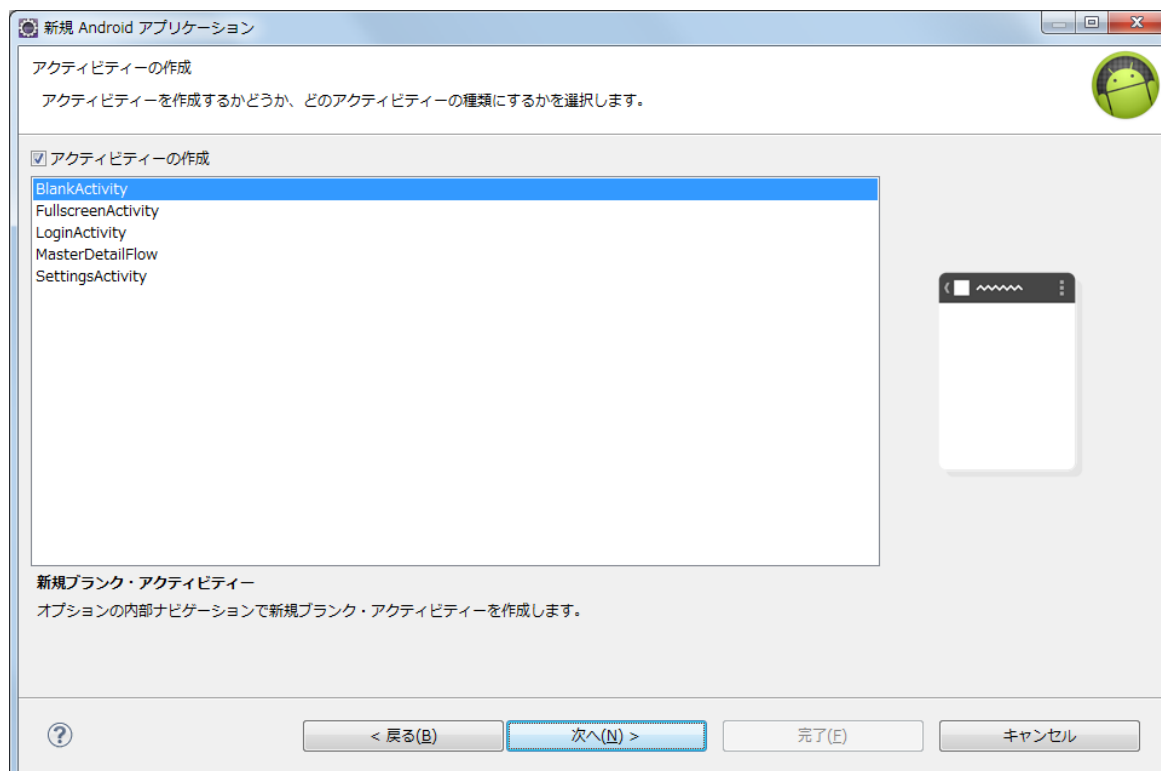 新規 Android アプリケーション
アクティビティーの作成
アクティビティーを作成するかどうか、どのアクティビティーの種類にするかを選択します。
アクティビティーの作成
BlankActivity
FullscreenActivity
LoginActivity
MasterDetailFlow
SettingsActivity
新規ブランク・アクティビティー
オプションの内部ナビゲーションで新規ブランク・アクティビティーを作成します。
?
< 戻る(B)
次へ(N) >
完了(F)
キャンセル